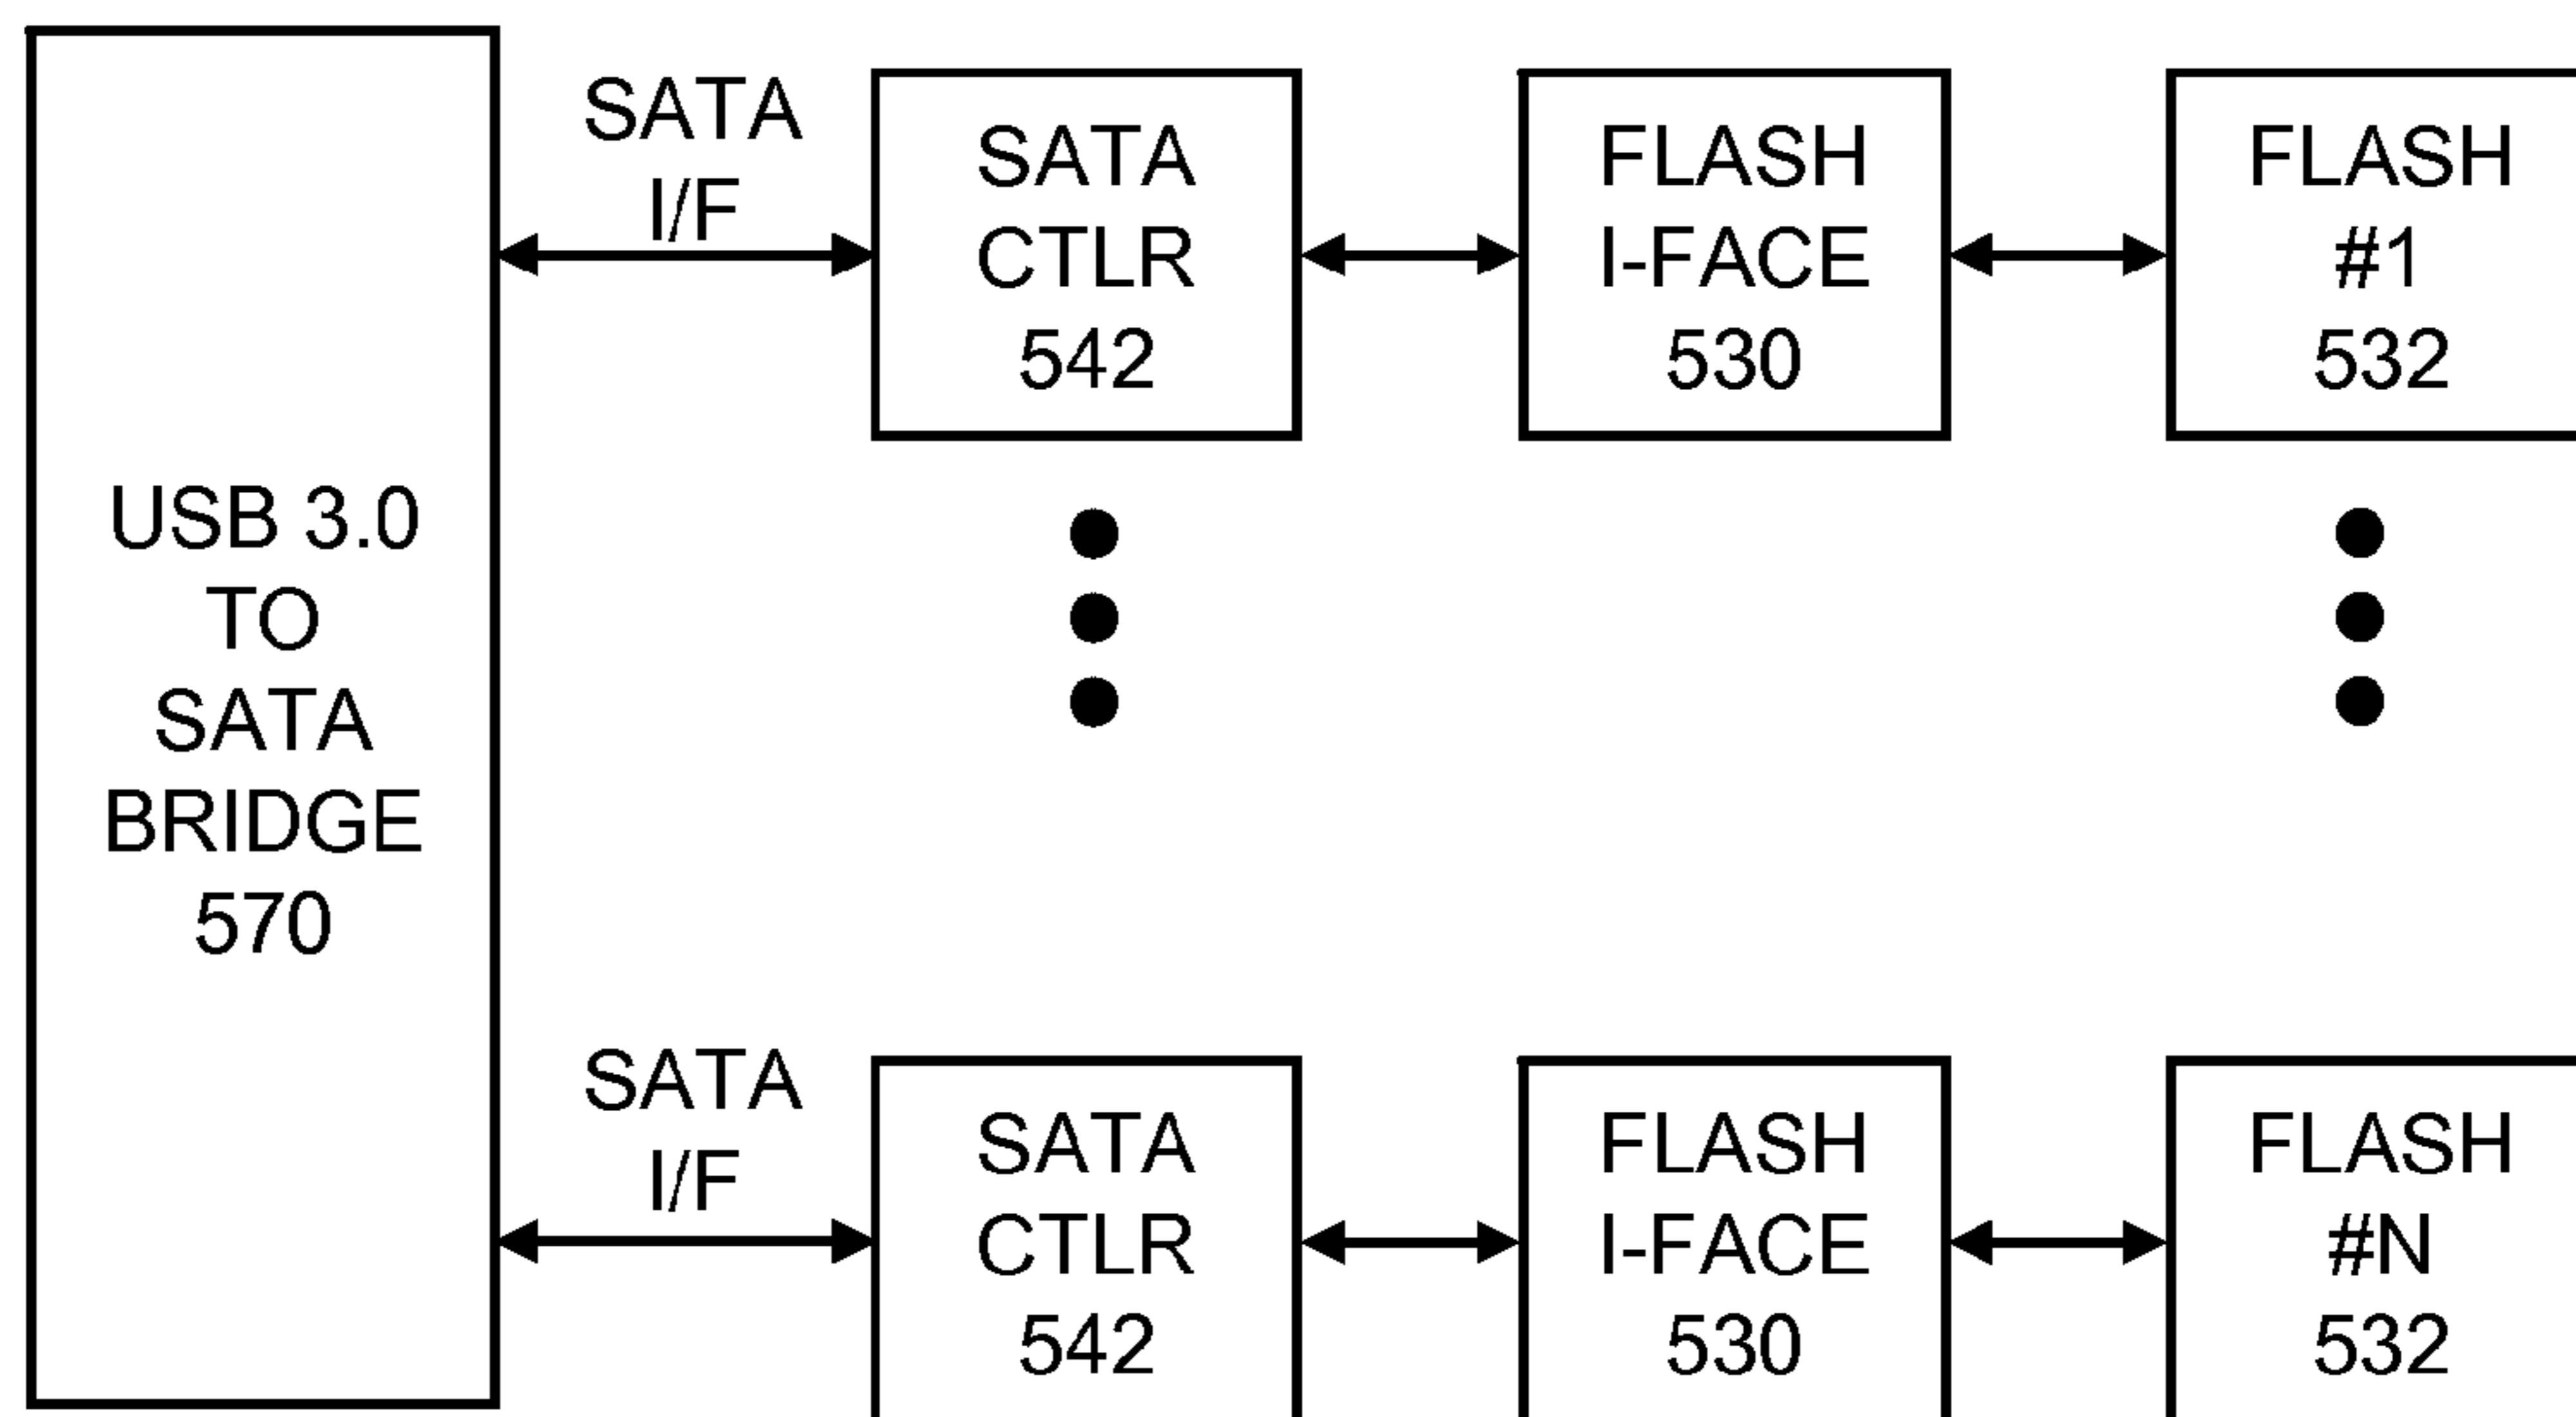 USB 3.0
TO
SATA
BRIDGE
570
SATA
I/F
SATA
CTLR
542
FLASH
I-FACE
530
FLASH
#1
532
SATA
I/F
SATA
CTLR
542
FLASH
I-FACE
530
FLASH
#N
532